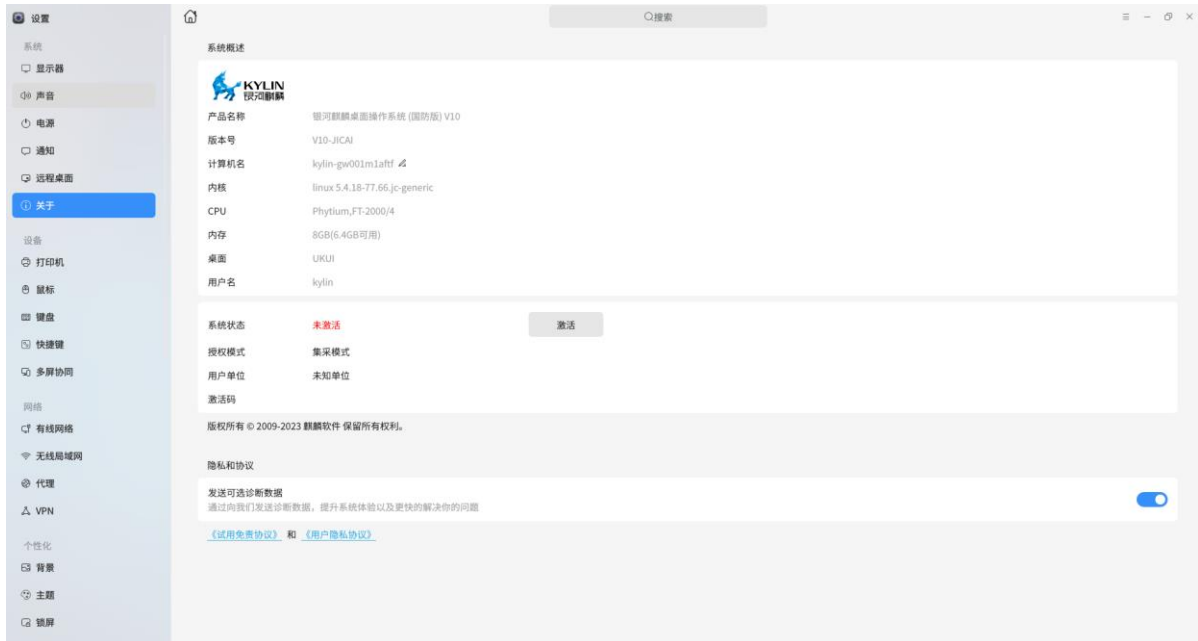 设置
搜索
系统
显示器
声音
电源
通知
远程桌面
关于
设备
打印机
鼠标
键盘
快捷键
多屏协同
网络
有线网络
无线局域网
代理
VPN
个性化
背景
主题
锁屏
系统概述
KYLIN
银河麒麟
产品名称 银河麒麟桌面操作系统 (国防版) V10
版本号 V10-JICAI
计算机名 kylin-gw001m1aftf
内核 linux 5.4.18-77.66.jc-generic
CPU Phytium,FT-2000/4
内存 8GB(6.4GB可用)
桌面 UKUI
用户名 kylin
系统状态 未激活 激活
授权模式 集采模式
用户单位 未知单位
激活码
版权所有 © 2009-2023 麒麟软件 保留所有权利。
隐私和协议
发送可选诊断数据
通过向我们发送诊断数据，提升系统体验以及更快的解决你的问题
《试用免责协议》 和 《用户隐私协议》